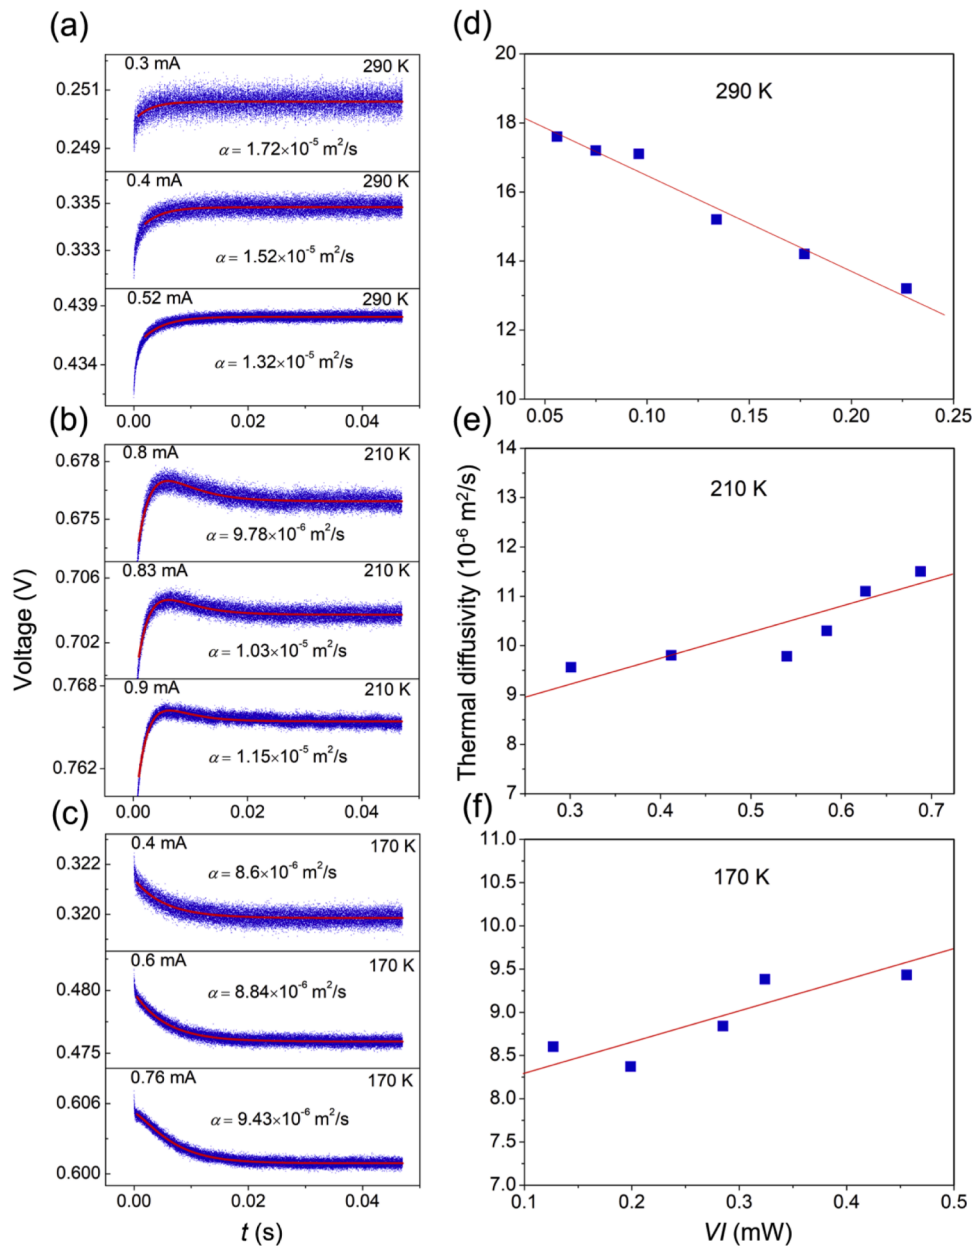 (a)
0.3 mA 290 K
0.251
0.249
α = 1.72×10⁻⁵ m²/s
0.4 mA 290 K
0.335
0.333
α = 1.52×10⁻⁵ m²/s
0.52 mA 290 K
0.439
0.434
α = 1.32×10⁻⁵ m²/s
0.00 0.02 0.04
(b)
0.8 mA 210 K
0.678
0.675
α = 9.78×10⁻⁶ m²/s
0.83 mA 210 K
0.706
0.702
α = 1.03×10⁻⁵ m²/s
0.9 mA 210 K
0.768
0.762
α = 1.15×10⁻⁵ m²/s
0.00 0.02 0.04
Voltage (V)
(c)
0.4 mA 170 K
0.322
0.320
α = 8.6×10⁻⁶ m²/s
0.6 mA 170 K
0.480
0.475
α = 8.84×10⁻⁶ m²/s
0.76 mA 170 K
0.606
0.600
α = 9.43×10⁻⁶ m²/s
0.00 0.02 0.04
t (s)
(d)
290 K
20
18
16
14
12
10
0.05 0.10 0.15 0.20 0.25
(e)
210 K
14
13
12
11
10
9
8
7
0.3 0.4 0.5 0.6 0.7
Thermal diffusivity (10⁻⁶ m²/s)
(f)
170 K
11.0
10.5
10.0
9.5
9.0
8.5
8.0
7.5
7.0
0.1 0.2 0.3 0.4 0.5
VI (mW)